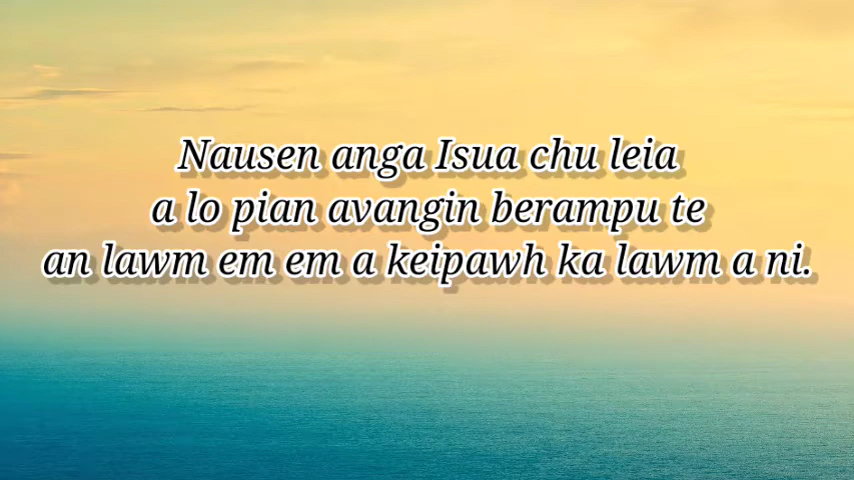 Nausen anga Isua chu leia
a lo pian avangin berampu te
an lawm em em a keipawh ka lawm a ni.